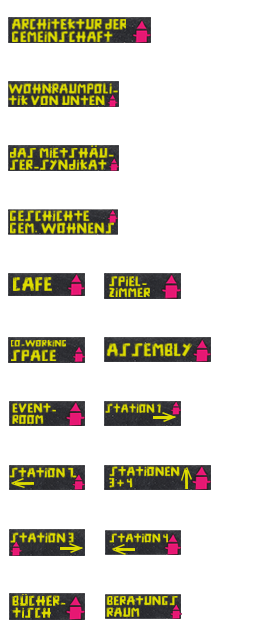 ARCHITEKTUR DER
GEMEINSCHAFT
WOHNRAUMPOLI-
TIK VON UNTEN
DAS MIETSHÄU-
SER-SYNDIKAT
GESCHICHTE
GEM. WOHNENS
CAFE
SPIEL-
ZIMMER
CO-WORKING
SPACE
ASSEMBLY
EVENT-
ROOM
STATION 1
STATION 2
STATIONEN
3 + 4
STATION 3
STATION 4
BÜCHER-
TISCH
BERATUNGS
RAUM